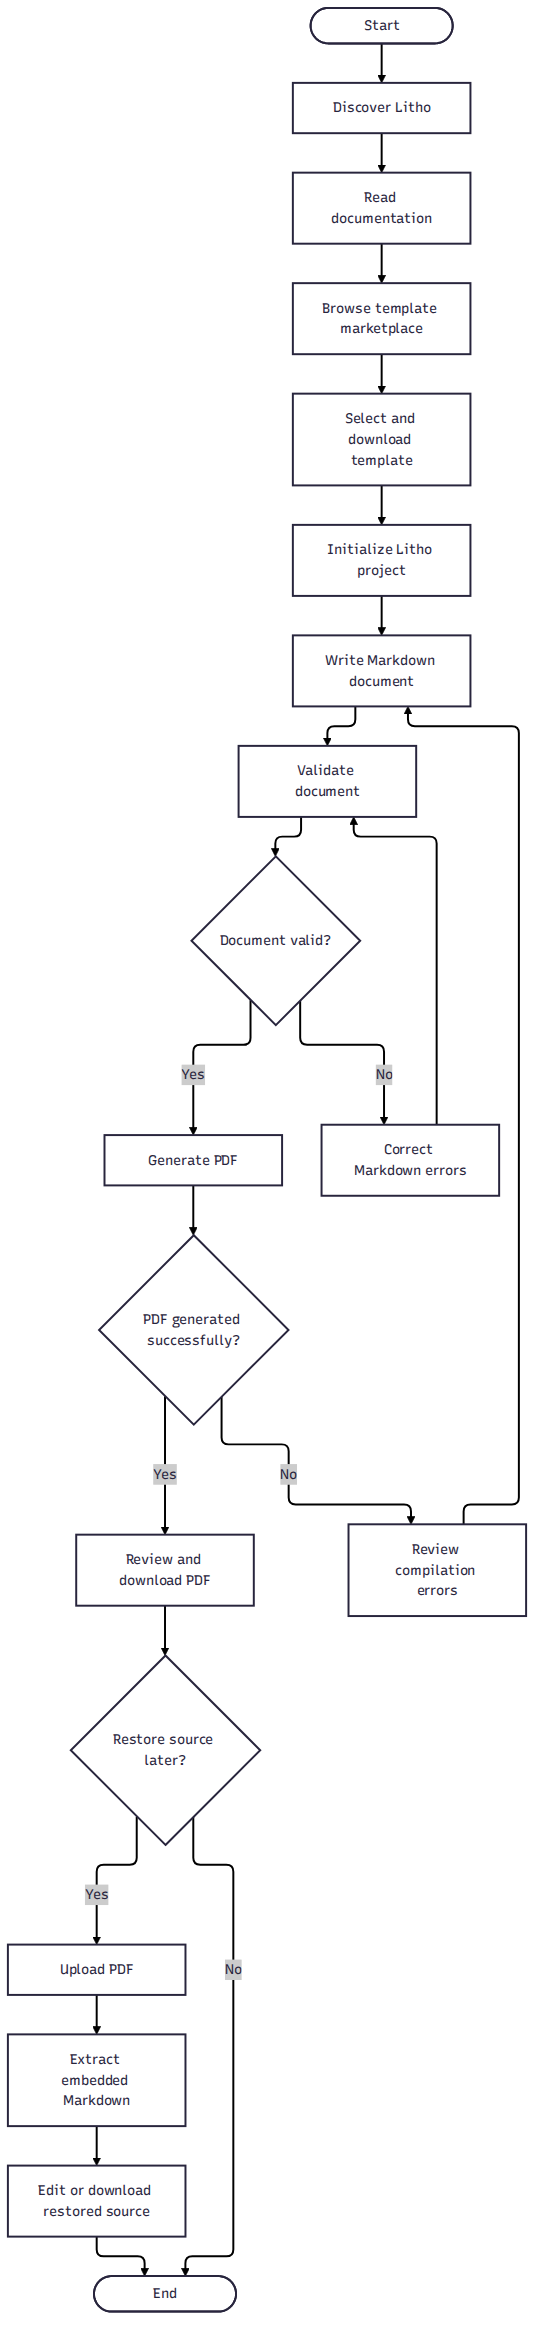 Start
Discover Litho
Read
documentation
Browse template
marketplace
Select and
download
template
Initialize Litho
project
Write Markdown
document
Validate
document
Document valid?
Yes
No
Correct
Markdown errors
Generate PDF
PDF generated
successfully?
Yes
No
Review and
download PDF
Review
compilation
errors
Restore source
later?
Yes
Upload PDF
No
Extract
embedded
Markdown
Edit or download
restored source
End